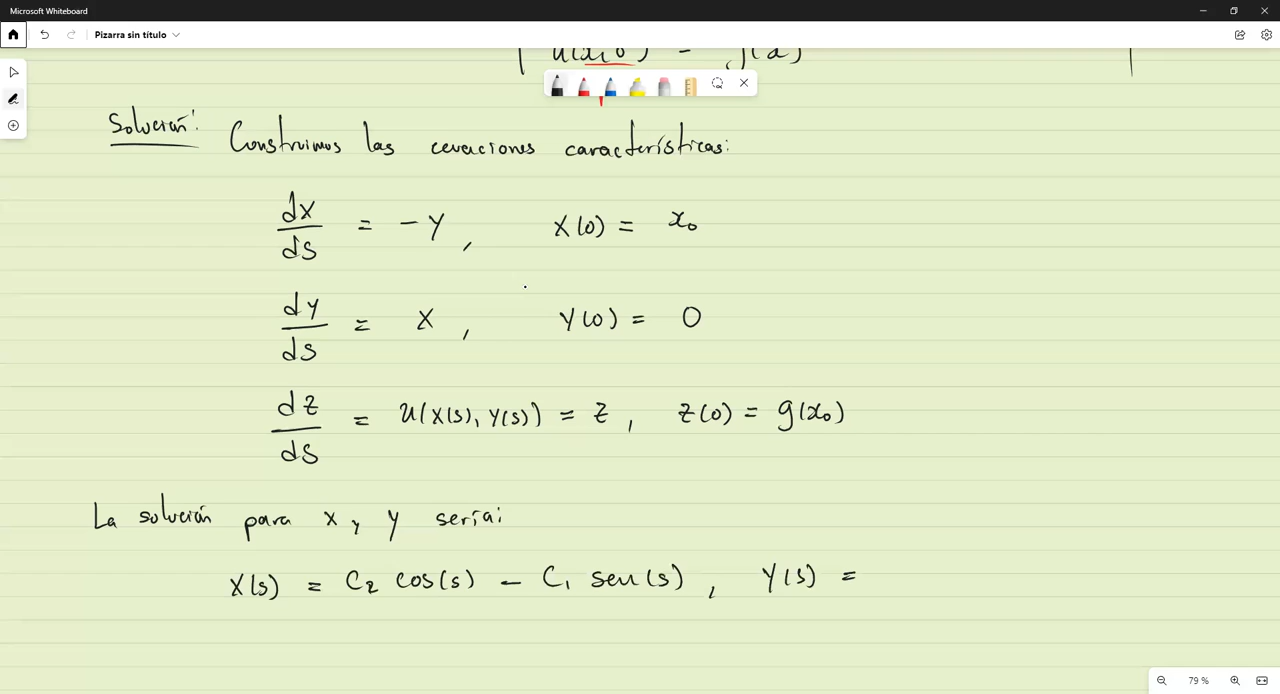 Microsoft Whiteboard
Pizarra sin título
u(x,0) = g(x)
Solución:
Construimos las ecuaciones características:
dX/ds = -Y, X(0) = x₀
dY/ds = X, Y(0) = 0
dZ/ds = u(X(s), Y(s)) = Z, Z(0) = g(x₀)
La solución para X y Y sería:
X(s) = C₂ cos(s) - C₁ sen(s), Y(s) =
79 %